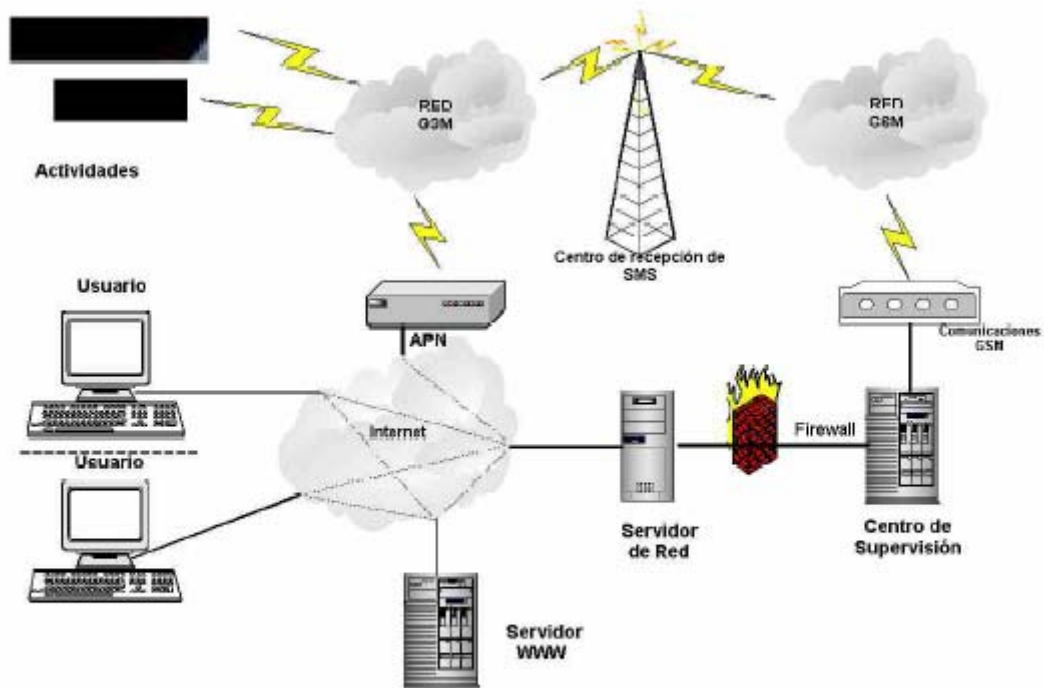 RED
GSM
RED
GSM
Actividades
Centro de recepción de
SMS
Usuario
APN
Comunicaciones
GSM
Internet
Firewall
Usuario
Servidor
de Red
Centro de
Supervisión
Servidor
WWW